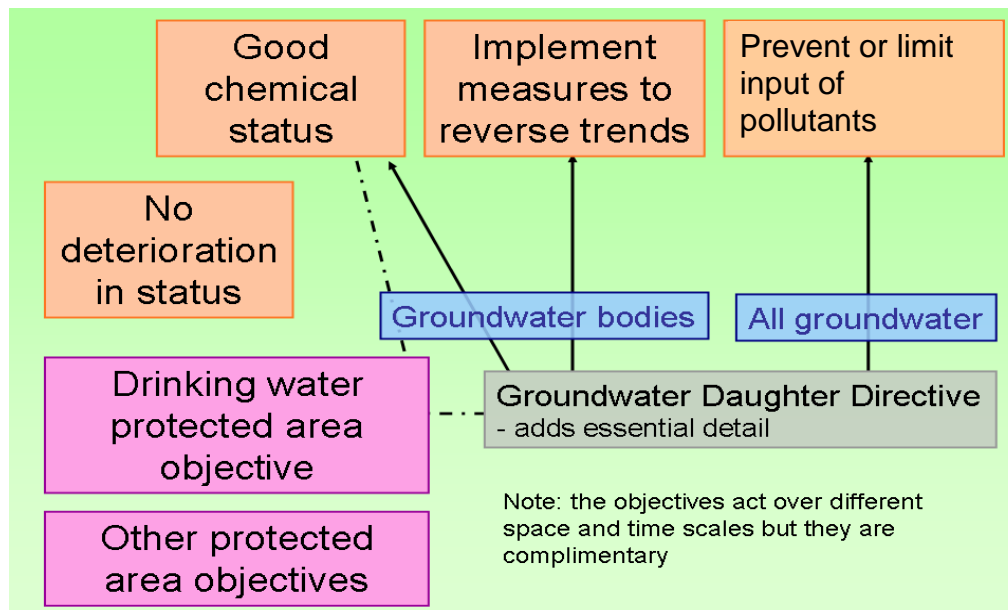 Good
chemical
status
Implement
measures to
reverse trends
Prevent or limit
input of
pollutants
No
deterioration
in status
Groundwater bodies
All groundwater
Drinking water
protected area
objective
Groundwater Daughter Directive
- adds essential detail
Note: the objectives act over different
space and time scales but they are
complimentary
Other protected
area objectives